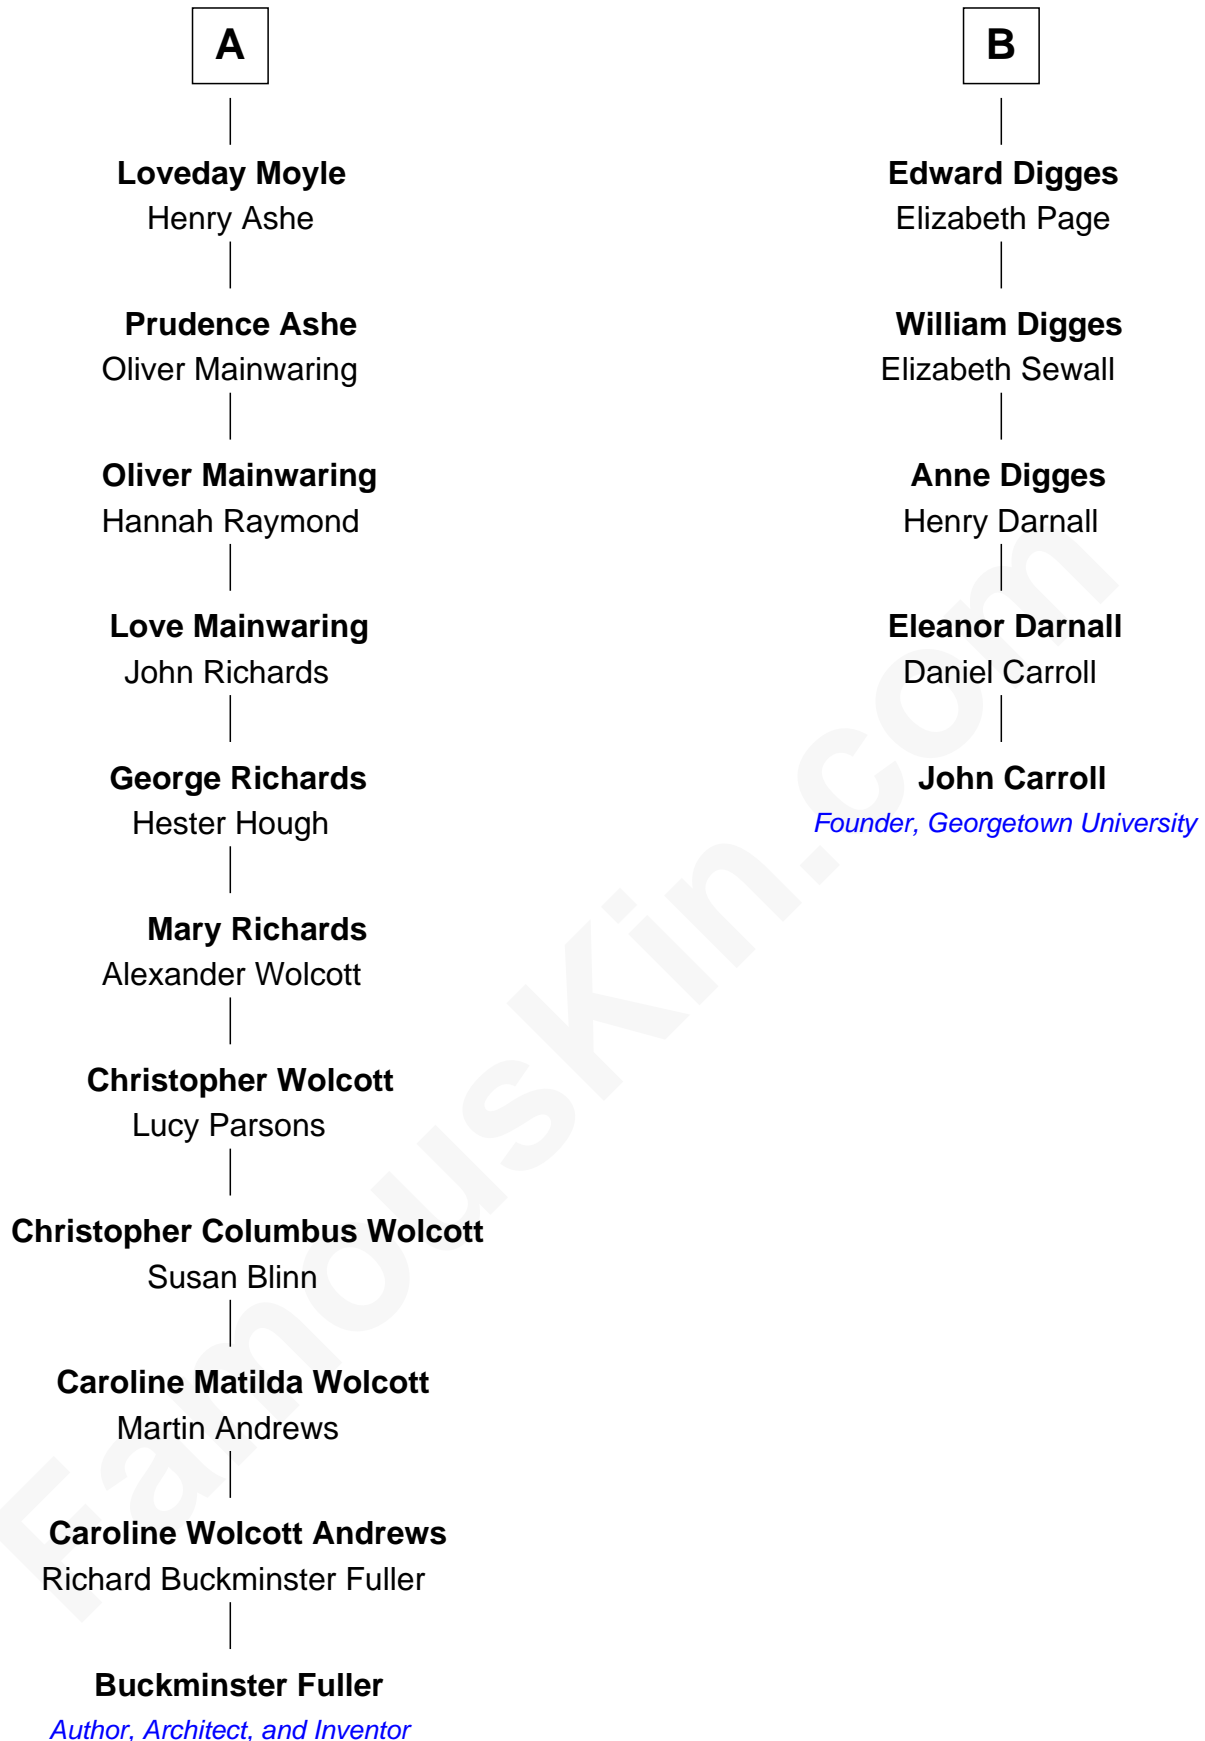 A
Loveday Moyle
Henry Ashe
Prudence Ashe
Oliver Mainwaring
Oliver Mainwaring
Hannah Raymond
Love Mainwaring
John Richards
George Richards
Hester Hough
Mary Richards
Alexander Wolcott
Christopher Wolcott
Lucy Parsons
Christopher Columbus Wolcott
Susan Blinn
Caroline Matilda Wolcott
Martin Andrews
Caroline Wolcott Andrews
Richard Buckminster Fuller
Buckminster Fuller
Author, Architect, and Inventor
B
Edward Digges
Elizabeth Page
William Digges
Elizabeth Sewall
Anne Digges
Henry Darnall
Eleanor Darnall
Daniel Carroll
John Carroll
Founder, Georgetown University
FamousKin.com